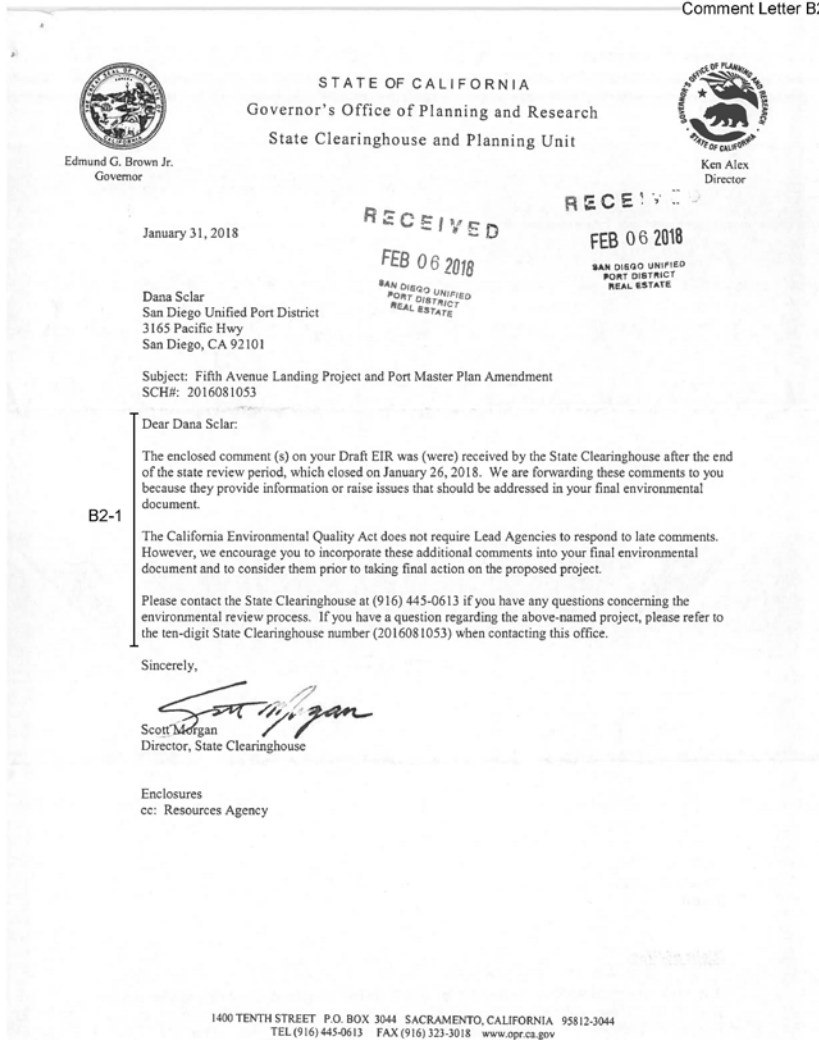 Comment Letter B2
STATE OF CALIFORNIA
Governor's Office of Planning and Research
State Clearinghouse and Planning Unit
Edmund G. Brown Jr.
Governor
Ken Alex
Director
RECEIVED
FEB 06 2018
SAN DIEGO UNIFIED
PORT DISTRICT
REAL ESTATE
RECEIVED
FEB 06 2018
SAN DIEGO UNIFIED
PORT DISTRICT
REAL ESTATE
January 31, 2018
Dana Sclar
San Diego Unified Port District
3165 Pacific Hwy
San Diego, CA 92101
Subject: Fifth Avenue Landing Project and Port Master Plan Amendment
SCH#: 2016081053
Dear Dana Sclar:
The enclosed comment (s) on your Draft EIR was (were) received by the State Clearinghouse after the end
of the state review period, which closed on January 26, 2018. We are forwarding these comments to you
because they provide information or raise issues that should be addressed in your final environmental
document.
B2-1
The California Environmental Quality Act does not require Lead Agencies to respond to late comments.
However, we encourage you to incorporate these additional comments into your final environmental
document and to consider them prior to taking final action on the proposed project.
Please contact the State Clearinghouse at (916) 445-0613 if you have any questions concerning the
environmental review process. If you have a question regarding the above-named project, please refer to
the ten-digit State Clearinghouse number (2016081053) when contacting this office.
Sincerely,
Scott Morgan
Scott Morgan
Director, State Clearinghouse
Enclosures
cc: Resources Agency
1400 TENTH STREET P.O. BOX 3044 SACRAMENTO, CALIFORNIA 95812-3044
TEL (916) 445-0613 FAX (916) 323-3018 www.opr.ca.gov